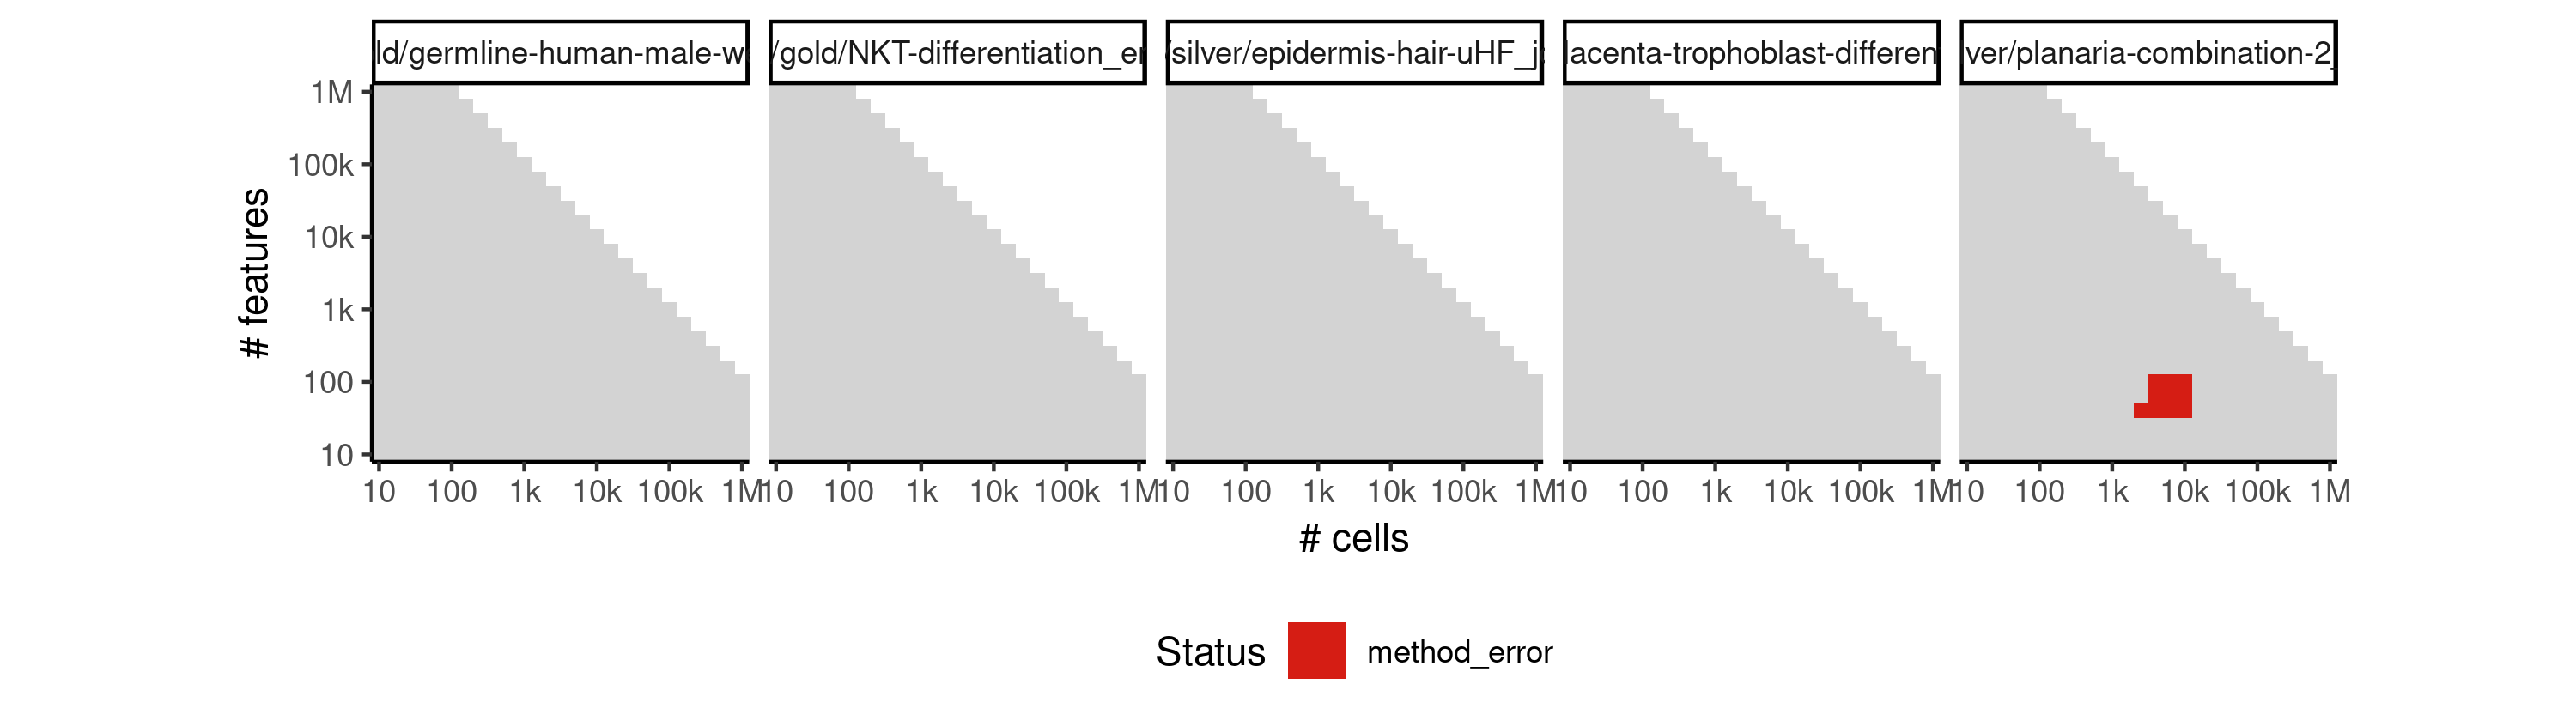 ld/germline-human-male-w
/gold/NKT-differentiation_e
/silver/epidermis-hair-uHF_j
lacenta-trophoblast-differen
ver/planaria-combination-2
1M
100k
10k
1k
100
10
# features
10 100 1k 10k 100k 1M 10 100 1k 10k 100k 1M 10 100 1k 10k 100k 1M 10 100 1k 10k 100k 1M 10 100 1k 10k 100k 1M
# cells
Status method_error